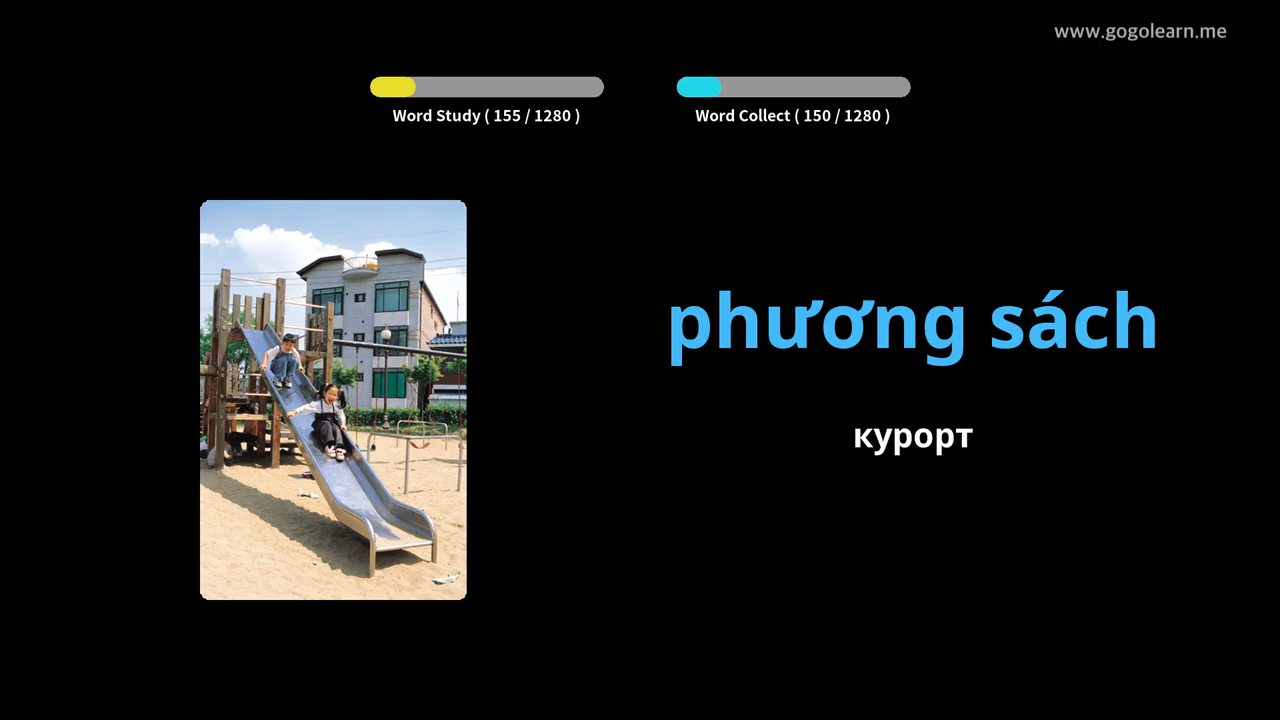 www.gogolearn.me
Word Study ( 155 / 1280 )
Word Collect ( 150 / 1280 )
phương sách
курорт